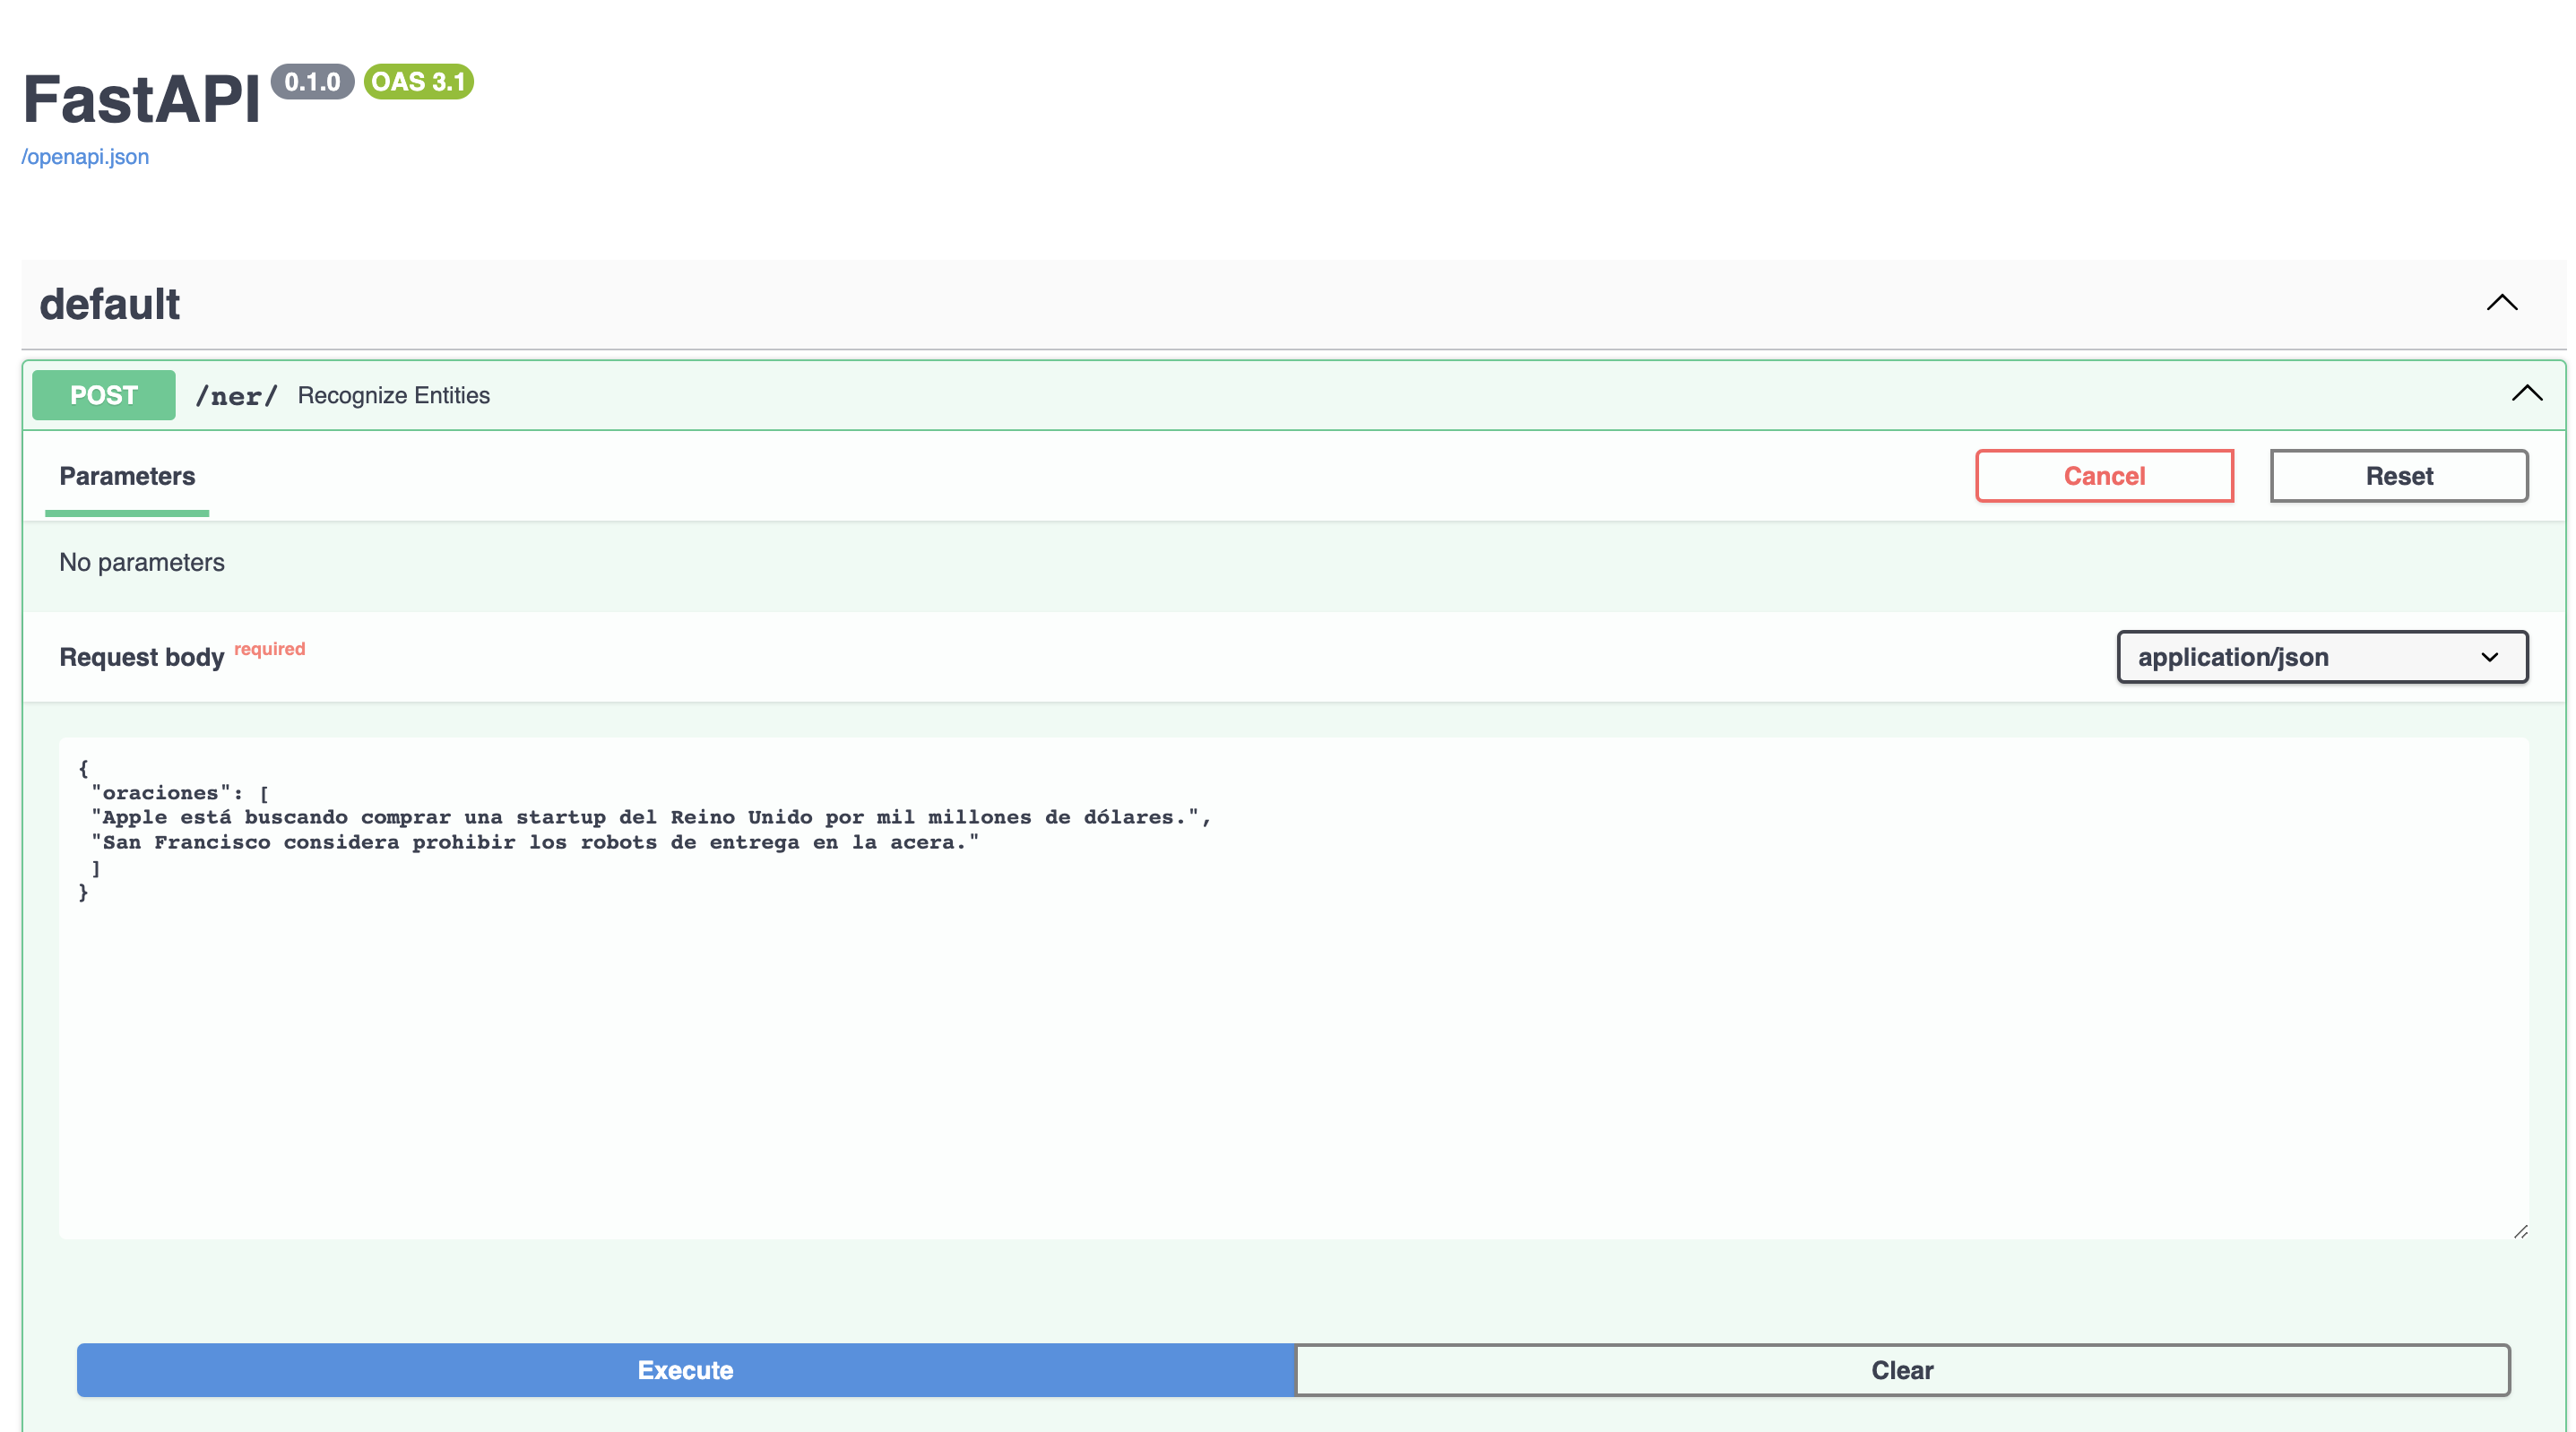 FastAPI 0.1.0 OAS 3.1
/openapi.json
default
POST /ner/ Recognize Entities
Parameters
Cancel
Reset
No parameters
Request body required
application/json
{
"oraciones": [
"Apple está buscando comprar una startup del Reino Unido por mil millones de dólares.",
"San Francisco considera prohibir los robots de entrega en la acera."
]
}
Execute
Clear